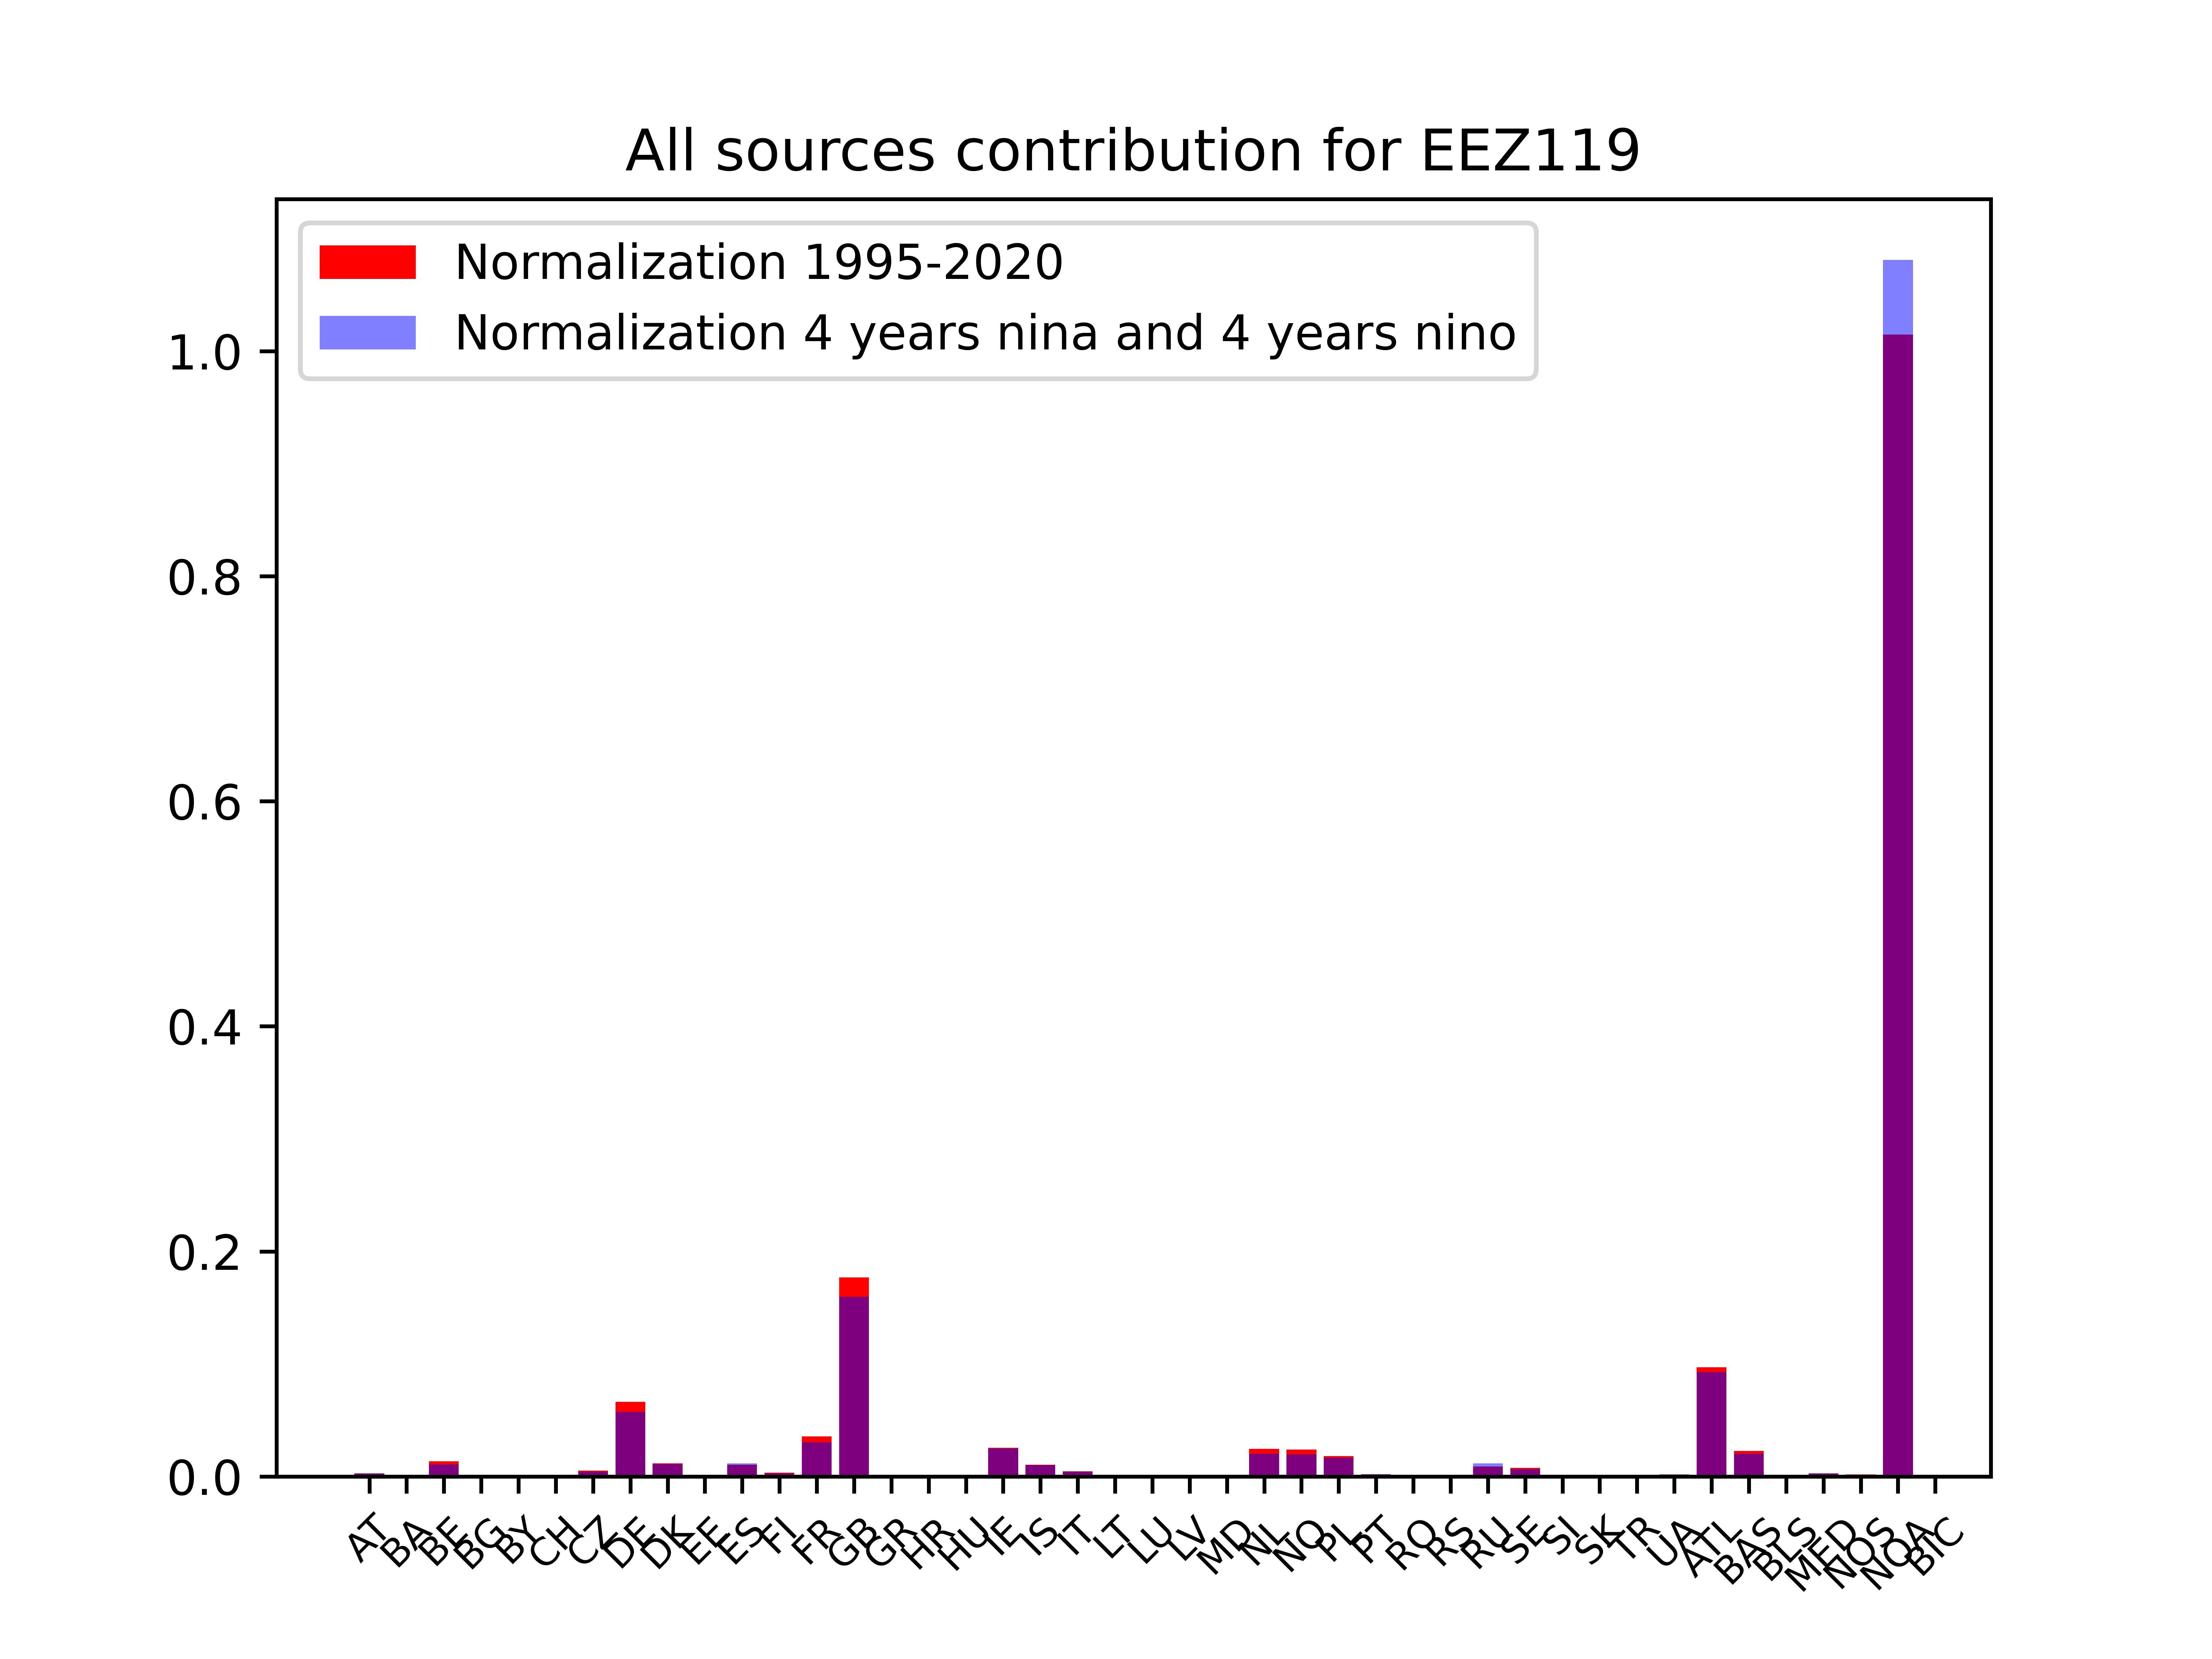 All sources contribution for EEZ119
Normalization 1995-2020
Normalization 4 years nina and 4 years nino
1.0
0.8
0.6
0.4
0.2
0.0
AT
BA
BE
BG
BY
CH
CZ
DE
DK
EE
ES
FI
FR
GB
GR
HR
HU
IE
IS
IT
LT
LU
LV
MD
NL
NO
PL
PT
RO
RS
RU
SE
SI
SK
TR
UA
ATL
BAS
BLS
MED
NOS
NOA
BIC